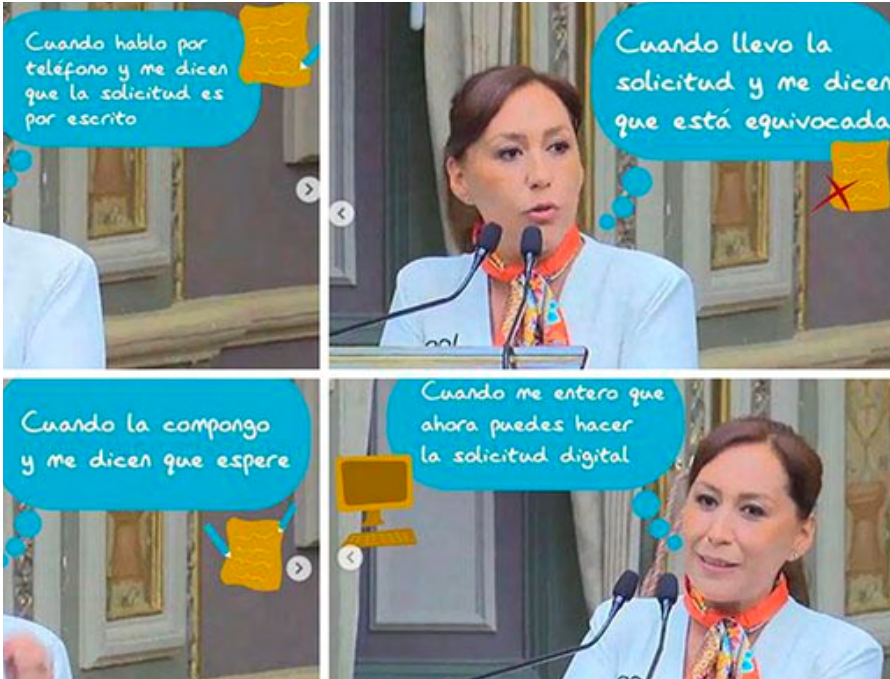 Cuando hablo por
teléfono y me dicen
que la solicitud es
por escrito
Cuando llevo la
solicitud y me dicen
que está equivocada
Cuando la compongo
y me dicen que espere
Cuando me entero que
ahora puedes hacer
la solicitud digital